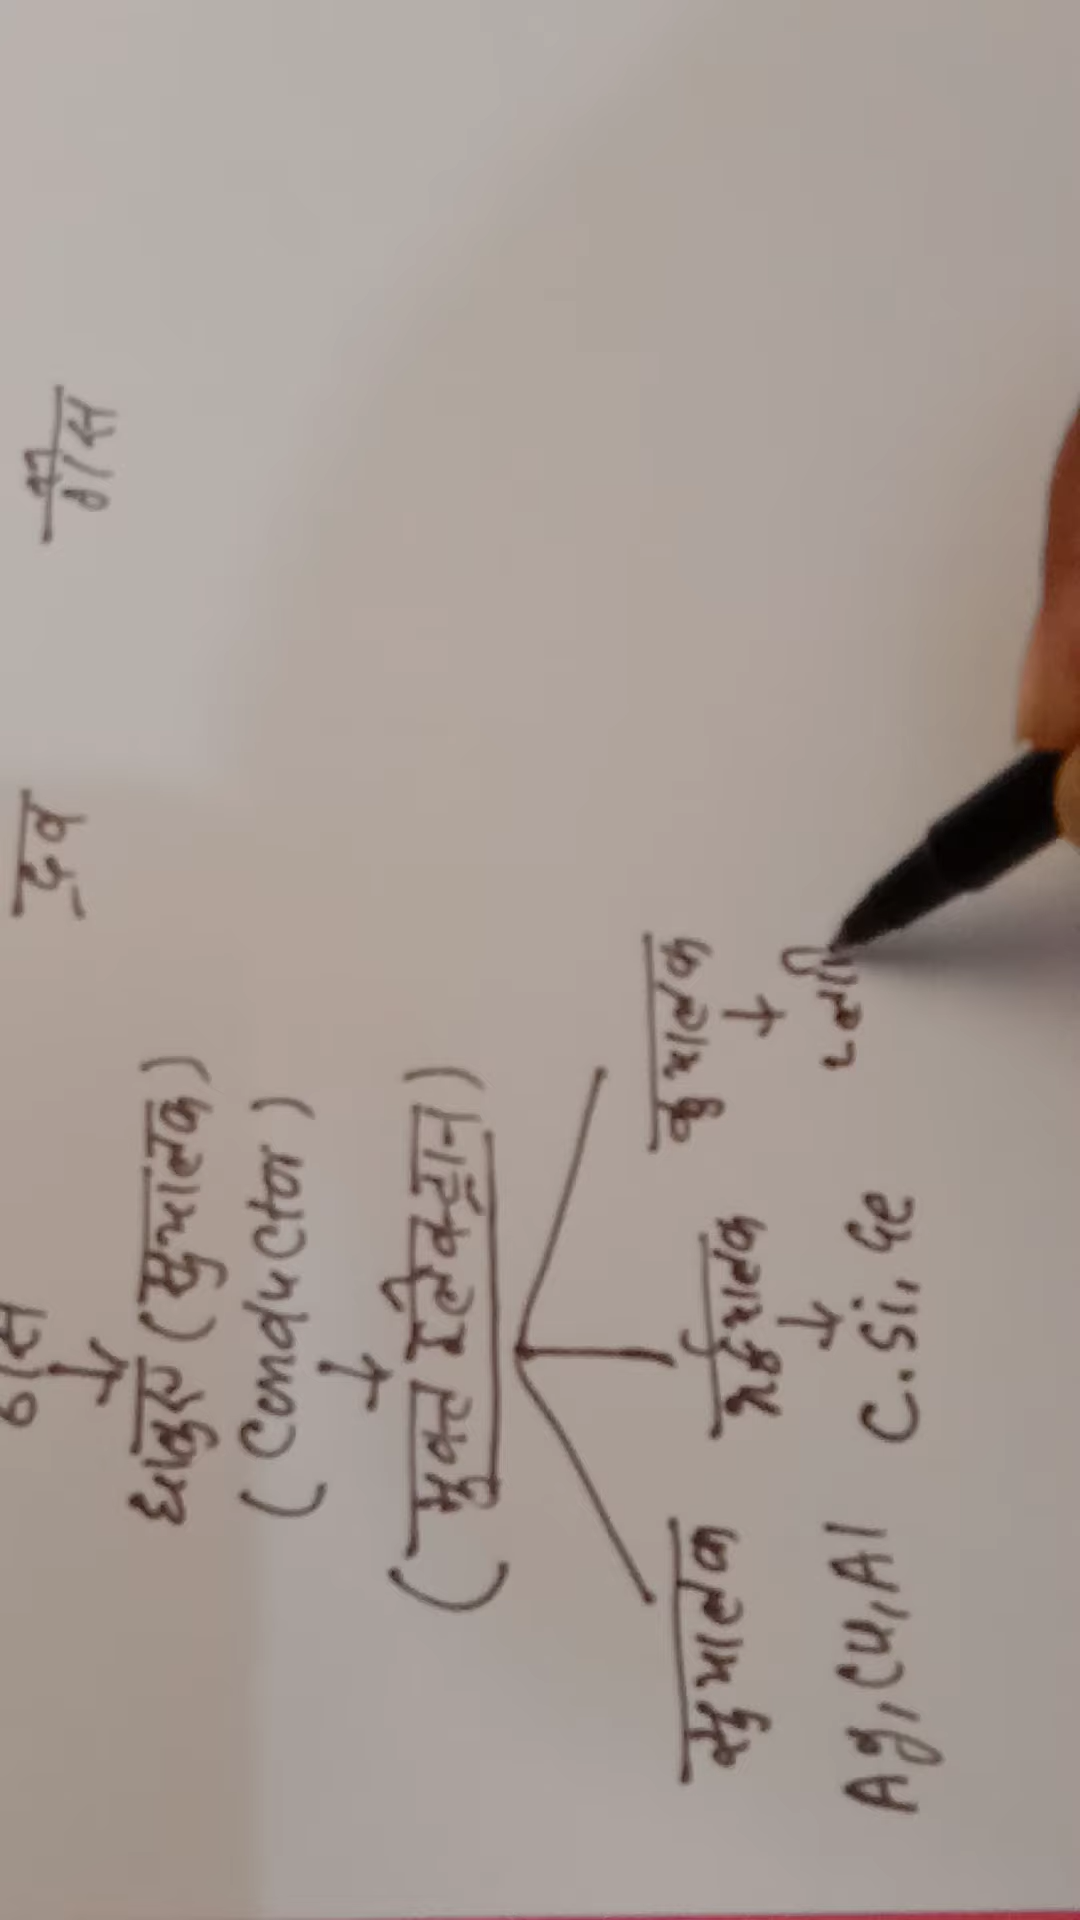 ठोस द्रव गैस
धातुए (सुचालक)
(Conductor)
(मुक्त इलेक्ट्रान)
सुचालक अर्द्धचालक कुचालक
Ag, Cu, Al C. Si, Ge